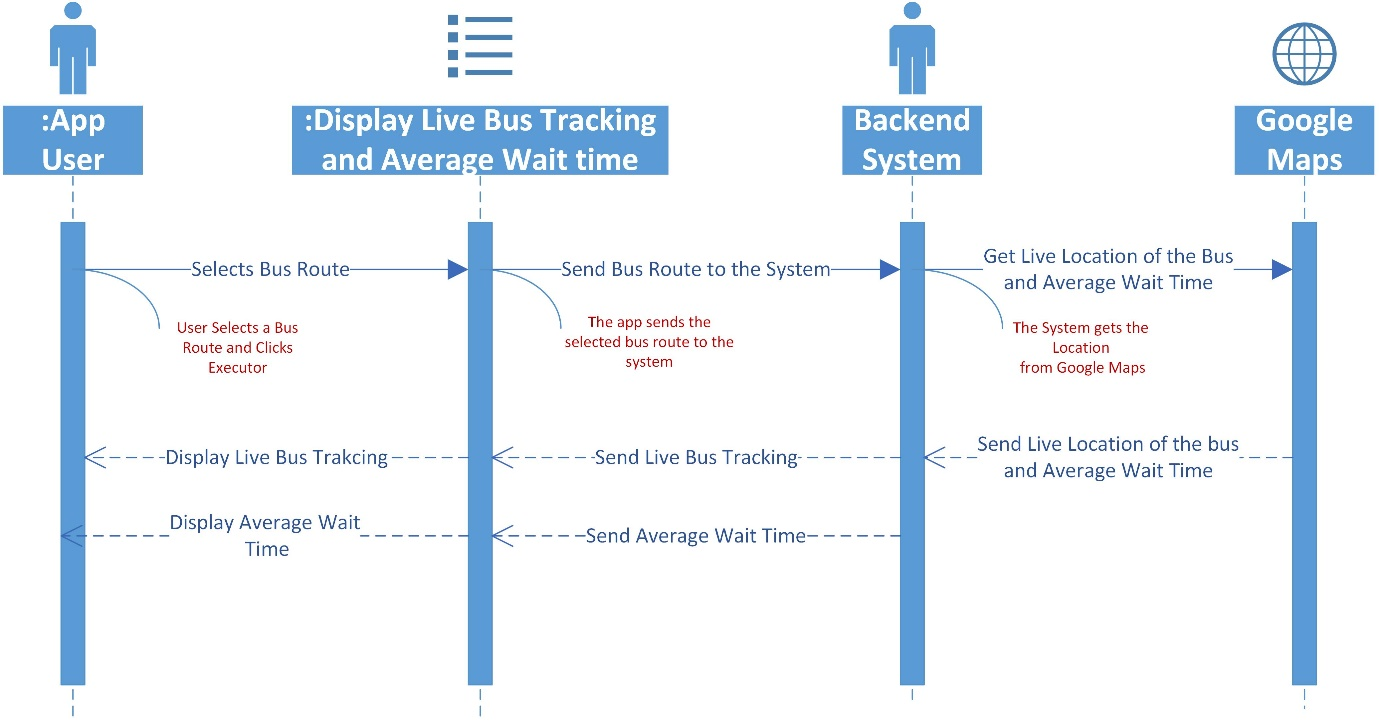 :App
User
:Display Live Bus Tracking
and Average Wait time
Backend
System
Google
Maps
Selects Bus Route
Send Bus Route to the System
Get Live Location of the Bus
and Average Wait Time
User Selects a Bus
Route and Clicks
Executor
The app sends the
selected bus route to the
system
The System gets the
Location
from Google Maps
Display Live Bus Trakcing
Send Live Bus Tracking
Send Live Location of the bus
and Average Wait Time
Display Average Wait
Time
Send Average Wait Time